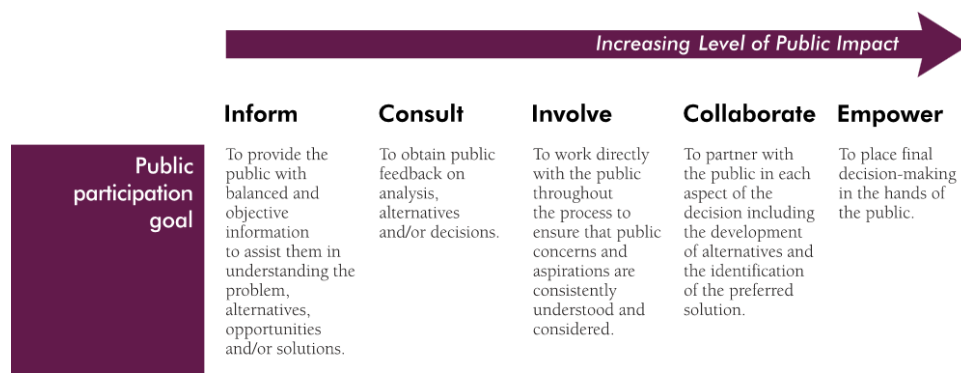 Increasing Level of Public Impact
Inform
Consult
Involve
Collaborate
Empower
Public
participation
goal
To provide the
public with
balanced and
objective
information
to assist them in
understanding the
problem,
alternatives,
opportunities
and/or solutions.
To obtain public
feedback on
analysis,
alternatives
and/or decisions.
To work directly
with the public
throughout
the process to
ensure that public
concerns and
aspirations are
consistently
understood and
considered.
To partner with
the public in each
aspect of the
decision including
the development
of alternatives and
the identification
of the preferred
solution.
To place final
decision-making
in the hands of
the public.